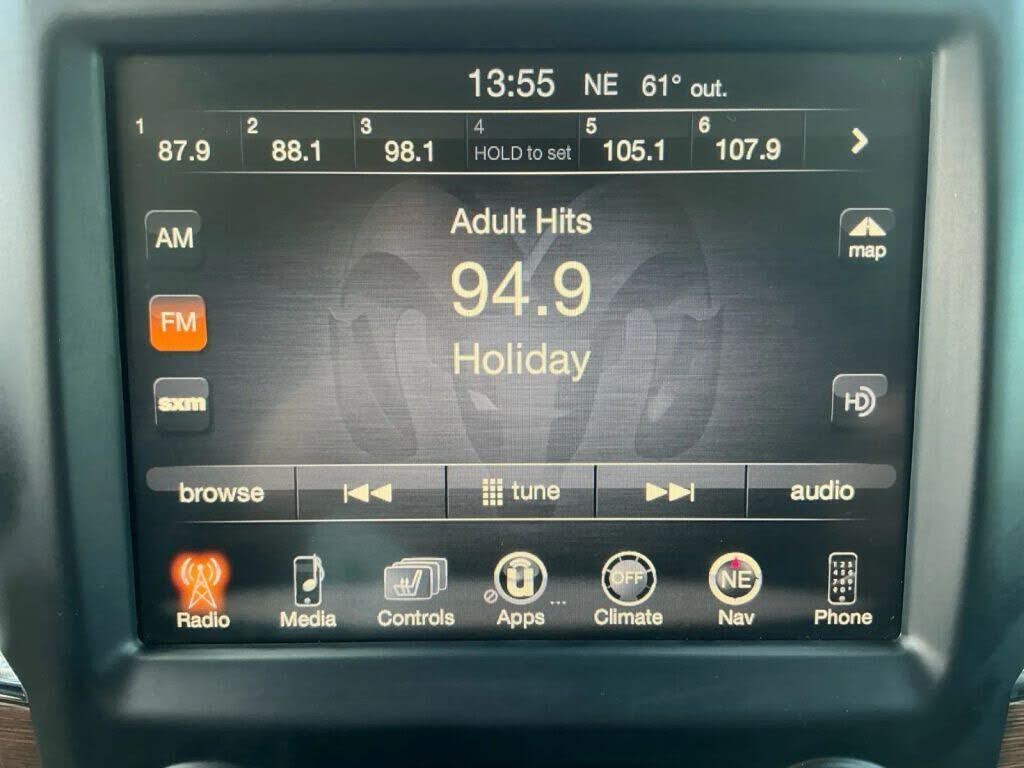 13:55 NE 61° out.
1 2 3 4 5 6
87.9 88.1 98.1 HOLD to set 105.1 107.9
Adult Hits
AM
map
94.9
FM
Holiday
sxm
HD
browse tune audio
OFF NE
Radio Media Controls Apps ... Climate Nav Phone